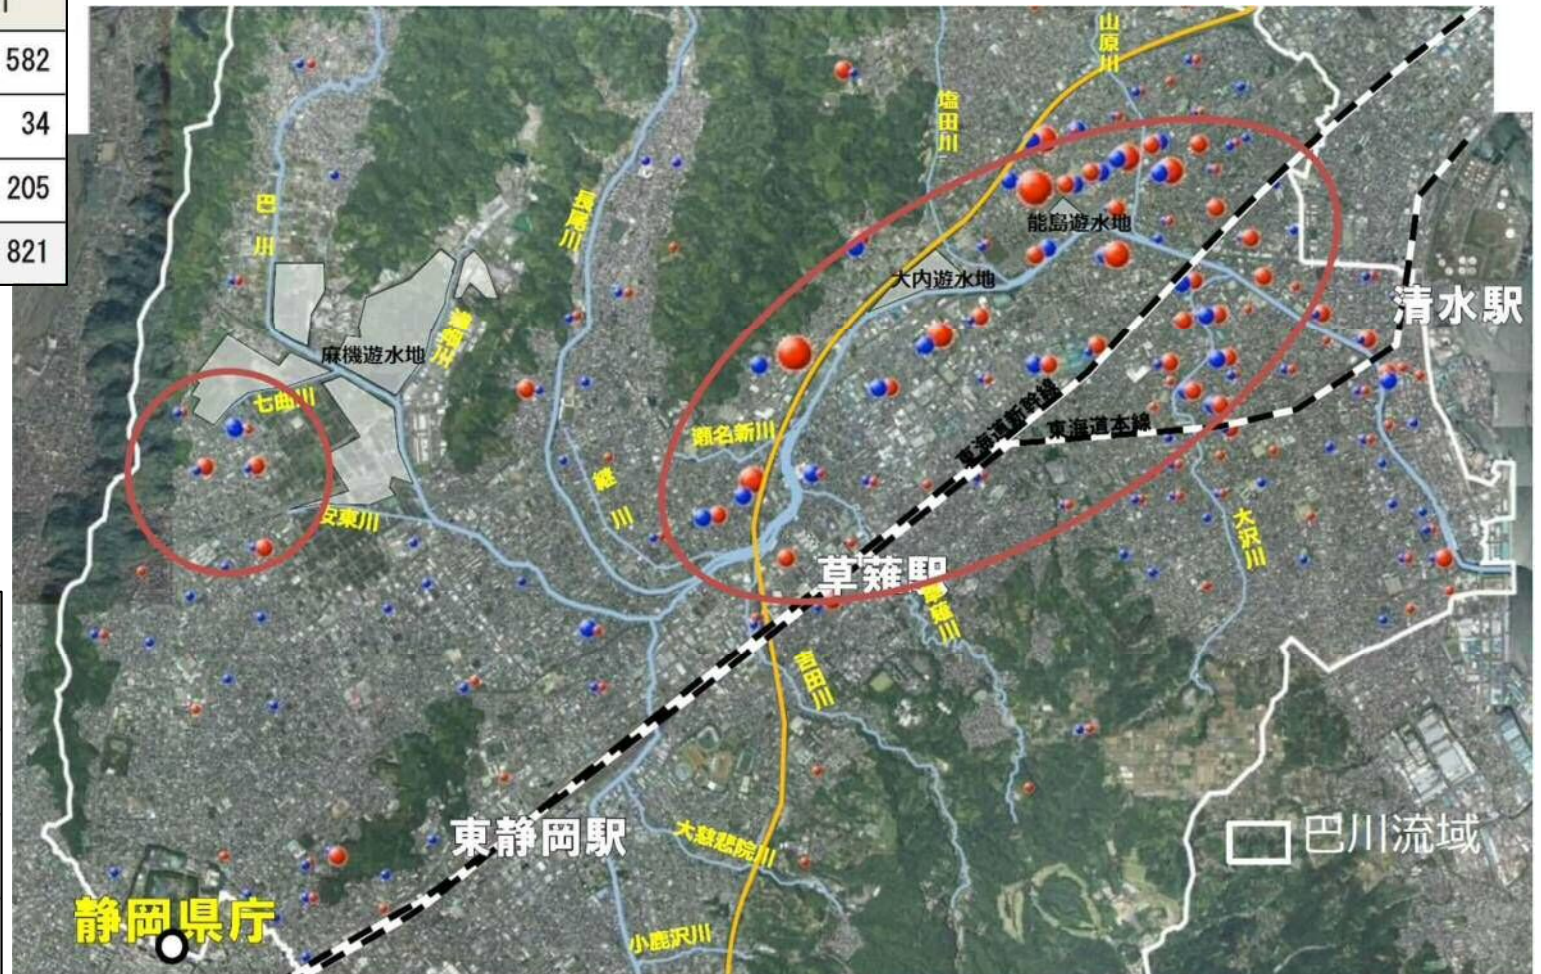 582
34
205
821
山原川
塩田川
巴川
長尾川
能島遊水地
大内遊水地
清水駅
麻機遊水地
七曲川
東海道新幹線
東海道本線
瀬名新川
継川
安東川
大沢川
草薙駅
草薙川
吉田川
東静岡駅
大慈悲院川
巴川流域
静岡県庁
小鹿沢川